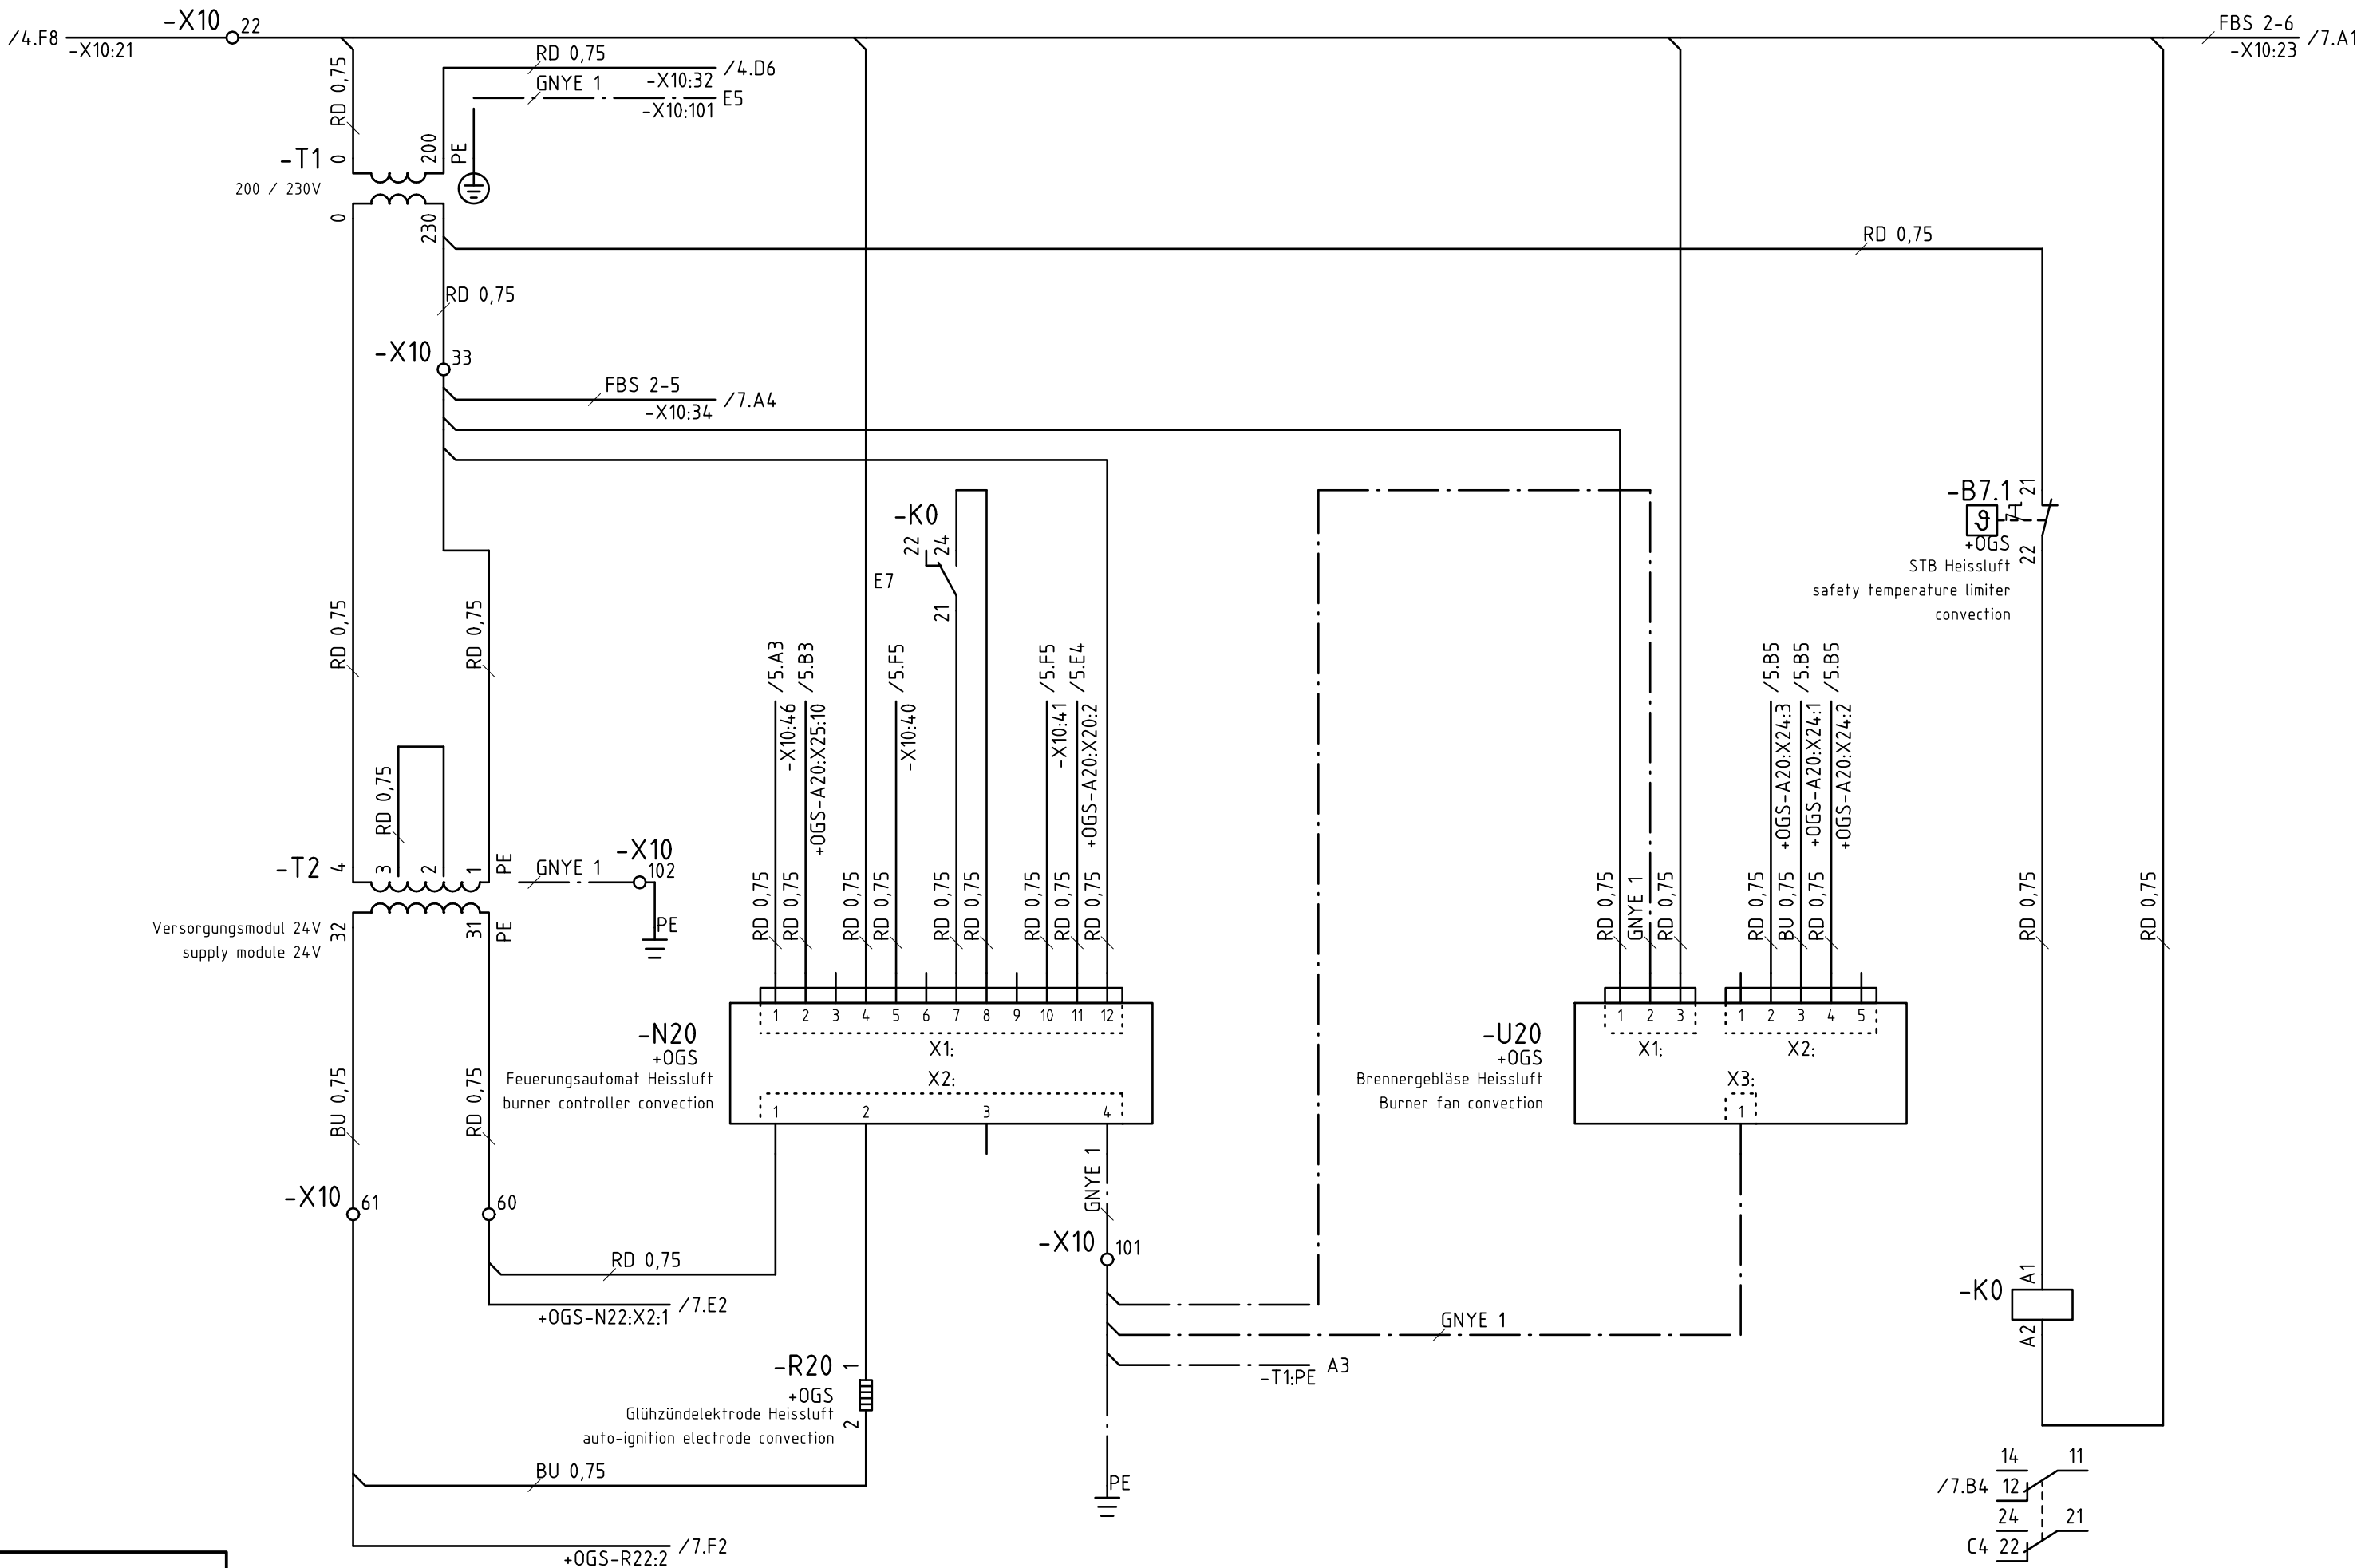 -X10 22
/4.F8
-X10:21
FBS 2-6
/7.A1
-X10:23
RD 0,75
RD 0,75
/4.D6
-X10:32
GNYE 1
E5
-X10:101
-T1
200 / 230V
0
200
PE
0
230
RD 0,75
RD 0,75
-X10 33
FBS 2-5
/7.A4
-X10:34
-K0
22
24
E7
21
-B7.1
21
ϑ
+OGS
22
STB Heissluft
safety temperature limiter
convection
RD 0,75
RD 0,75
RD 0,75
/5.A3
-X10:46
/5.B3
+OGS-A20:X25:10
/5.F5
-X10:40
/5.F5
-X10:41
/5.E4
+OGS-A20:X20:2
/5.B5
+OGS-A20:X24:3
/5.B5
+OGS-A20:X24:1
/5.B5
+OGS-A20:X24:2
-T2
4
3
2
1
PE
GNYE 1
-X10
102
PE
Versorgungsmodul 24V
supply module 24V
32
31
PE
RD 0,75
RD 0,75
RD 0,75
RD 0,75
RD 0,75
RD 0,75
RD 0,75
RD 0,75
RD 0,75
RD 0,75
GNYE 1
RD 0,75
RD 0,75
BU 0,75
RD 0,75
RD 0,75
RD 0,75
-N20
+OGS
Feuerungsautomat Heissluft
burner controller convection
1 2 3 4 5 6 7 8 9 10 11 12
X1:
X2:
1 2 3 4
-U20
+OGS
Brennergebläse Heissluft
Burner fan convection
1 2 3
X1:
1 2 3 4 5
X2:
X3:
1
BU 0,75
RD 0,75
GNYE 1
-X10 61
60
-X10 101
RD 0,75
/7.E2
+OGS-N22:X2:1
GNYE 1
A3
-T1:PE
-K0
A1
A2
-R20
1
+OGS
2
Glühzündelektrode Heissluft
auto-ignition electrode convection
BU 0,75
PE
/7.F2
+OGS-R22:2
14 11
/7.B4 12
24 21
C4 22